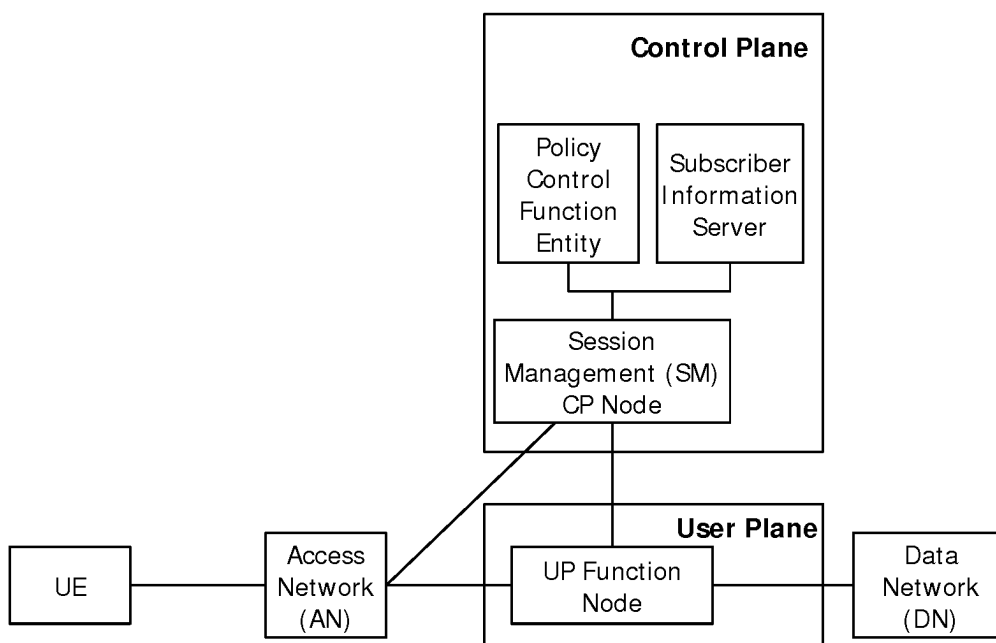 Control Plane
Policy
Control
Function
Entity
Subscriber
Information
Server
Session
Management (SM)
CP Node
User Plane
UE
Access
Network
(AN)
UP Function
Node
Data
Network
(DN)